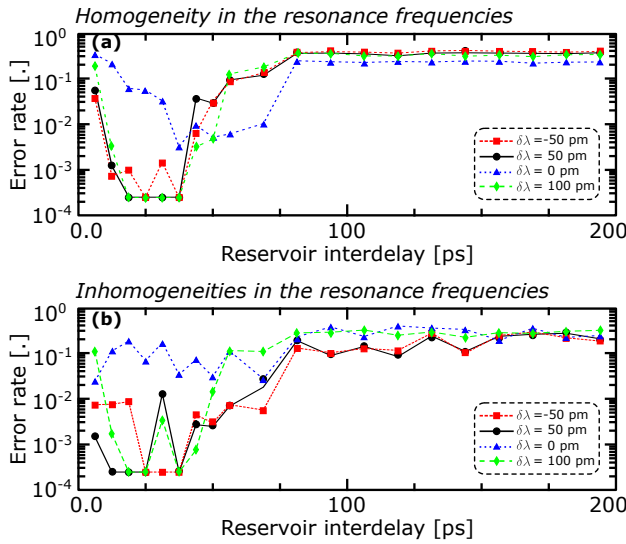 Homogeneity in the resonance frequencies
(a)
Error rate [.]
10^0
10^-1
10^-2
10^-3
10^-4
δλ =-50 pm
δλ = 50 pm
δλ = 0 pm
δλ = 100 pm
0.0 100 200
Reservoir interdelay [ps]
Inhomogeneities in the resonance frequencies
(b)
Error rate [.]
10^0
10^-1
10^-2
10^-3
10^-4
δλ =-50 pm
δλ = 50 pm
δλ = 0 pm
δλ = 100 pm
0.0 100 200
Reservoir interdelay [ps]